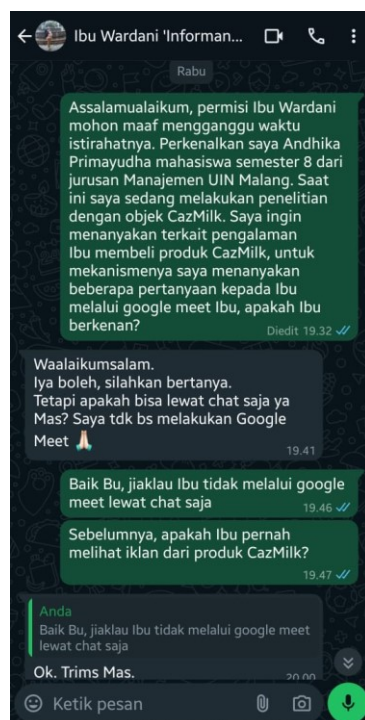 Ibu Wardani 'Informan...
Rabu
Assalamualaikum, permisi Ibu Wardani
mohon maaf mengganggu waktu
istirahatnya. Perkenalkan saya Andhika
Primayudha mahasiswa semester 8 dari
jurusan Manajemen UIN Malang. Saat
ini saya sedang melakukan penelitian
dengan objek CazMilk. Saya ingin
menanyakan terkait pengalaman
Ibu membeli produk CazMilk, untuk
mekanismenya saya menanyakan
beberapa pertanyaan kepada Ibu
melalui google meet Ibu, apakah Ibu
berkenan?
Diedit 19.32
Waalaikumsalam.
Iya boleh, silahkan bertanya.
Tetapi apakah bisa lewat chat saja ya
Mas? Saya tdk bs melakukan Google
Meet 🙏🏻
19.41
Baik Bu, jiaklau Ibu tidak melalui google
meet lewat chat saja
19.46
Sebelumnya, apakah Ibu pernah
melihat iklan dari produk CazMilk?
19.47
Anda
Baik Bu, jiaklau Ibu tidak melalui google meet
lewat chat saja
Ok. Trims Mas.
20.00
Ketik pesan